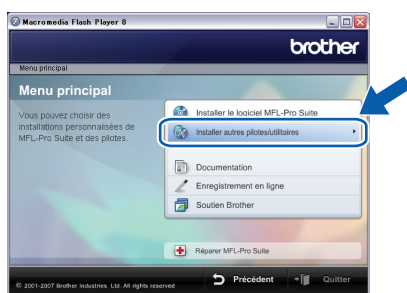 Macromedia Flash Player 8
brother
Menu principal
Menu principal
Vous pouvez choisir des
installations personnalisées de
MFL-Pro Suite et des pilotes.
Installer le logiciel MFL-Pro Suite
Installer autres pilotes/utilitaires
Documentation
Enregistrement en ligne
Soutien Brother
Réparer MFL-Pro Suite
© 2001-2007 Brother Industries Ltd. All rights reserved
Précédent
Quitter